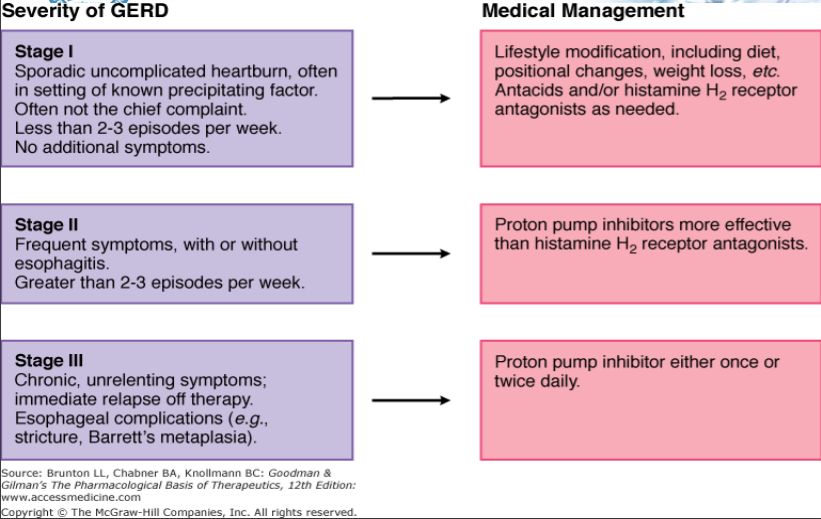 Severity of GERD
Medical Management
Stage I
Sporadic uncomplicated heartburn, often
in setting of known precipitating factor.
Often not the chief complaint.
Less than 2-3 episodes per week.
No additional symptoms.
Lifestyle modification, including diet,
positional changes, weight loss, etc.
Antacids and/or histamine H₂ receptor
antagonists as needed.
Stage II
Frequent symptoms, with or without
esophagitis.
Greater than 2-3 episodes per week.
Proton pump inhibitors more effective
than histamine H₂ receptor antagonists.
Stage III
Chronic, unrelenting symptoms;
immediate relapse off therapy.
Esophageal complications (e.g.,
stricture, Barrett's metaplasia).
Proton pump inhibitor either once or
twice daily.
Source: Brunton LL, Chabner BA, Knollmann BC: Goodman &
Gilman's The Pharmacological Basis of Therapeutics, 12th Edition:
www.accessmedicine.com
Copyright © The McGraw-Hill Companies, Inc. All rights reserved.